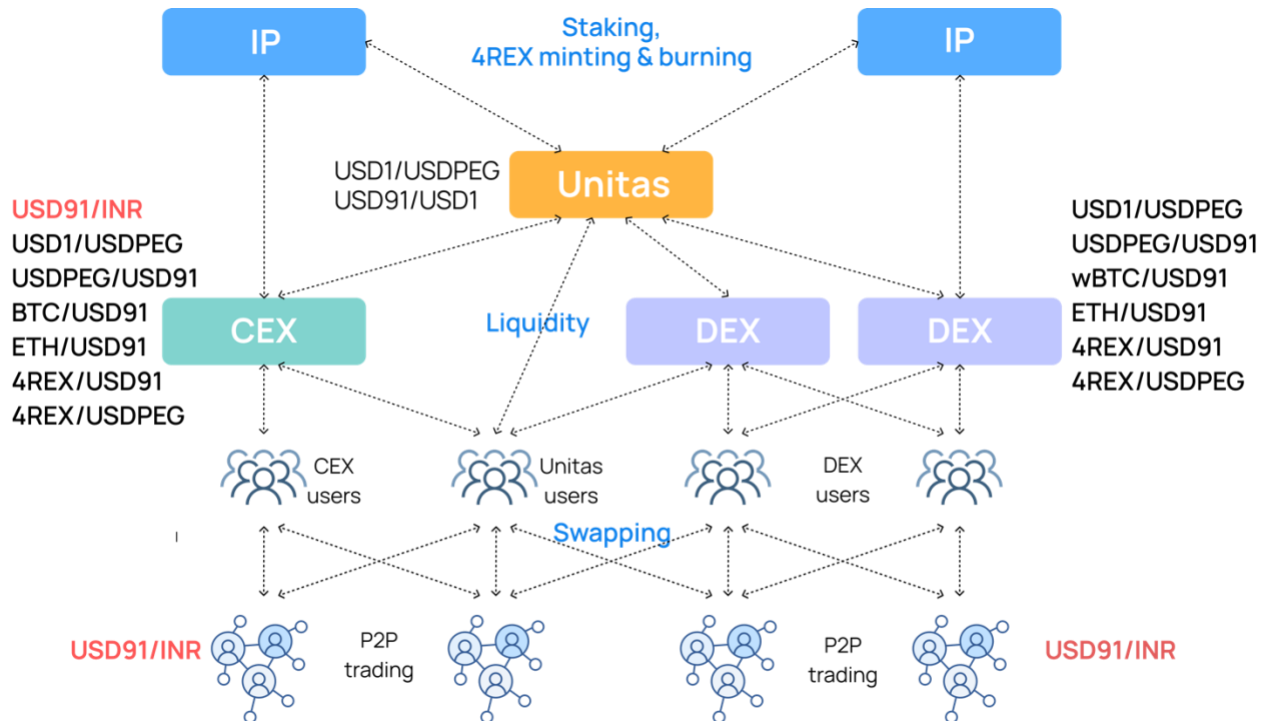 IP
Staking,
4REX minting & burning
IP
USD1/USDPEG
USD91/USD1
Unitas
USD91/INR
USD1/USDPEG
USDPEG/USD91
BTC/USD91
ETH/USD91
4REX/USD91
4REX/USDPEG
CEX
Liquidity
DEX
DEX
USD1/USDPEG
USDPEG/USD91
wBTC/USD91
ETH/USD91
4REX/USD91
4REX/USDPEG
CEX
users
Unitas
users
DEX
users
Swapping
USD91/INR
P2P
trading
P2P
trading
USD91/INR